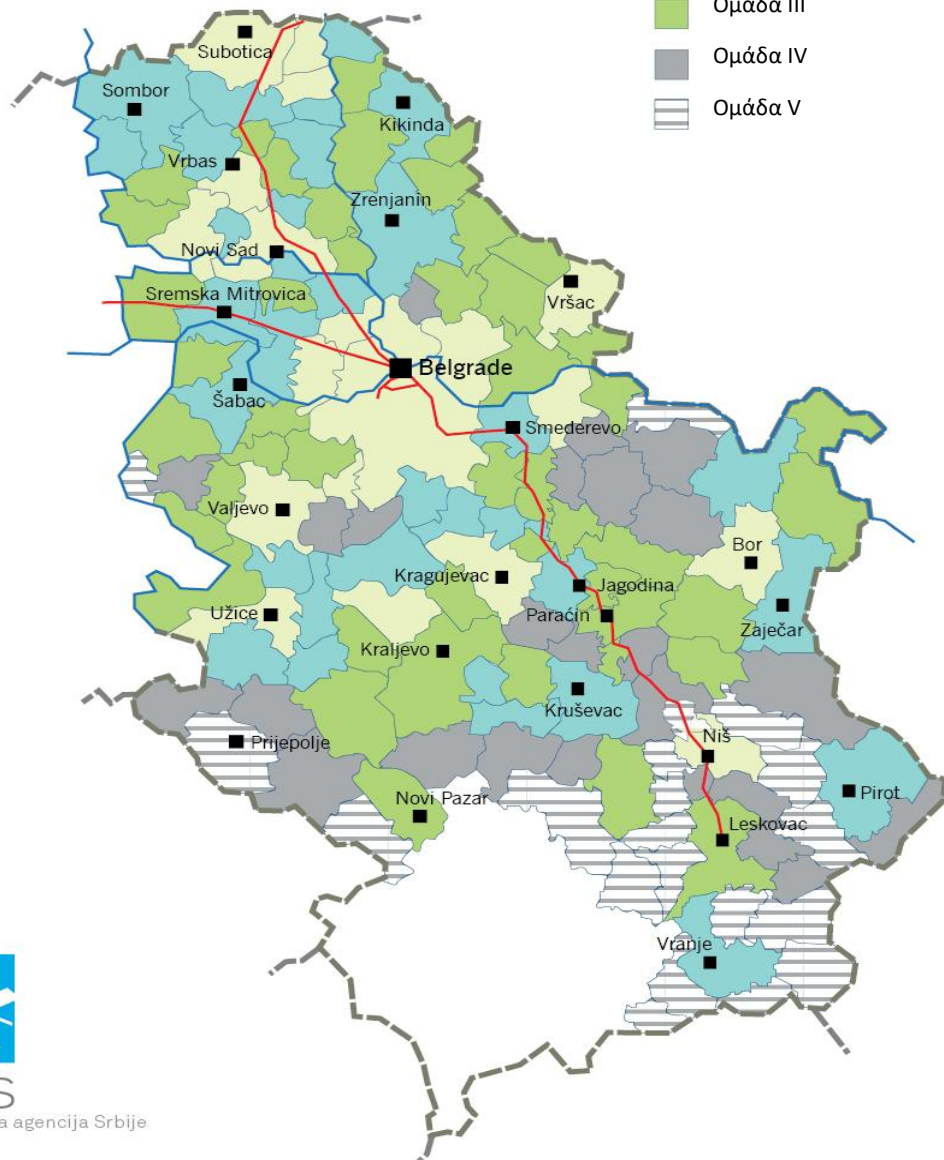 Ομάδα III
Ομάδα IV
Ομάδα V
Subotica
Sombor
Kikinda
Vrbas
Zrenjanin
Novi Sad
Sremska Mitrovica
Vršac
Belgrade
Šabac
Smederevo
Valjevo
Bor
Kragujevac
Jagodina
Užice
Paraćin
Zaječar
Kraljevo
Kruševac
Niš
Prijepolje
Pirot
Novi Pazar
Leskovac
Vranje
S
a agencija Srbije